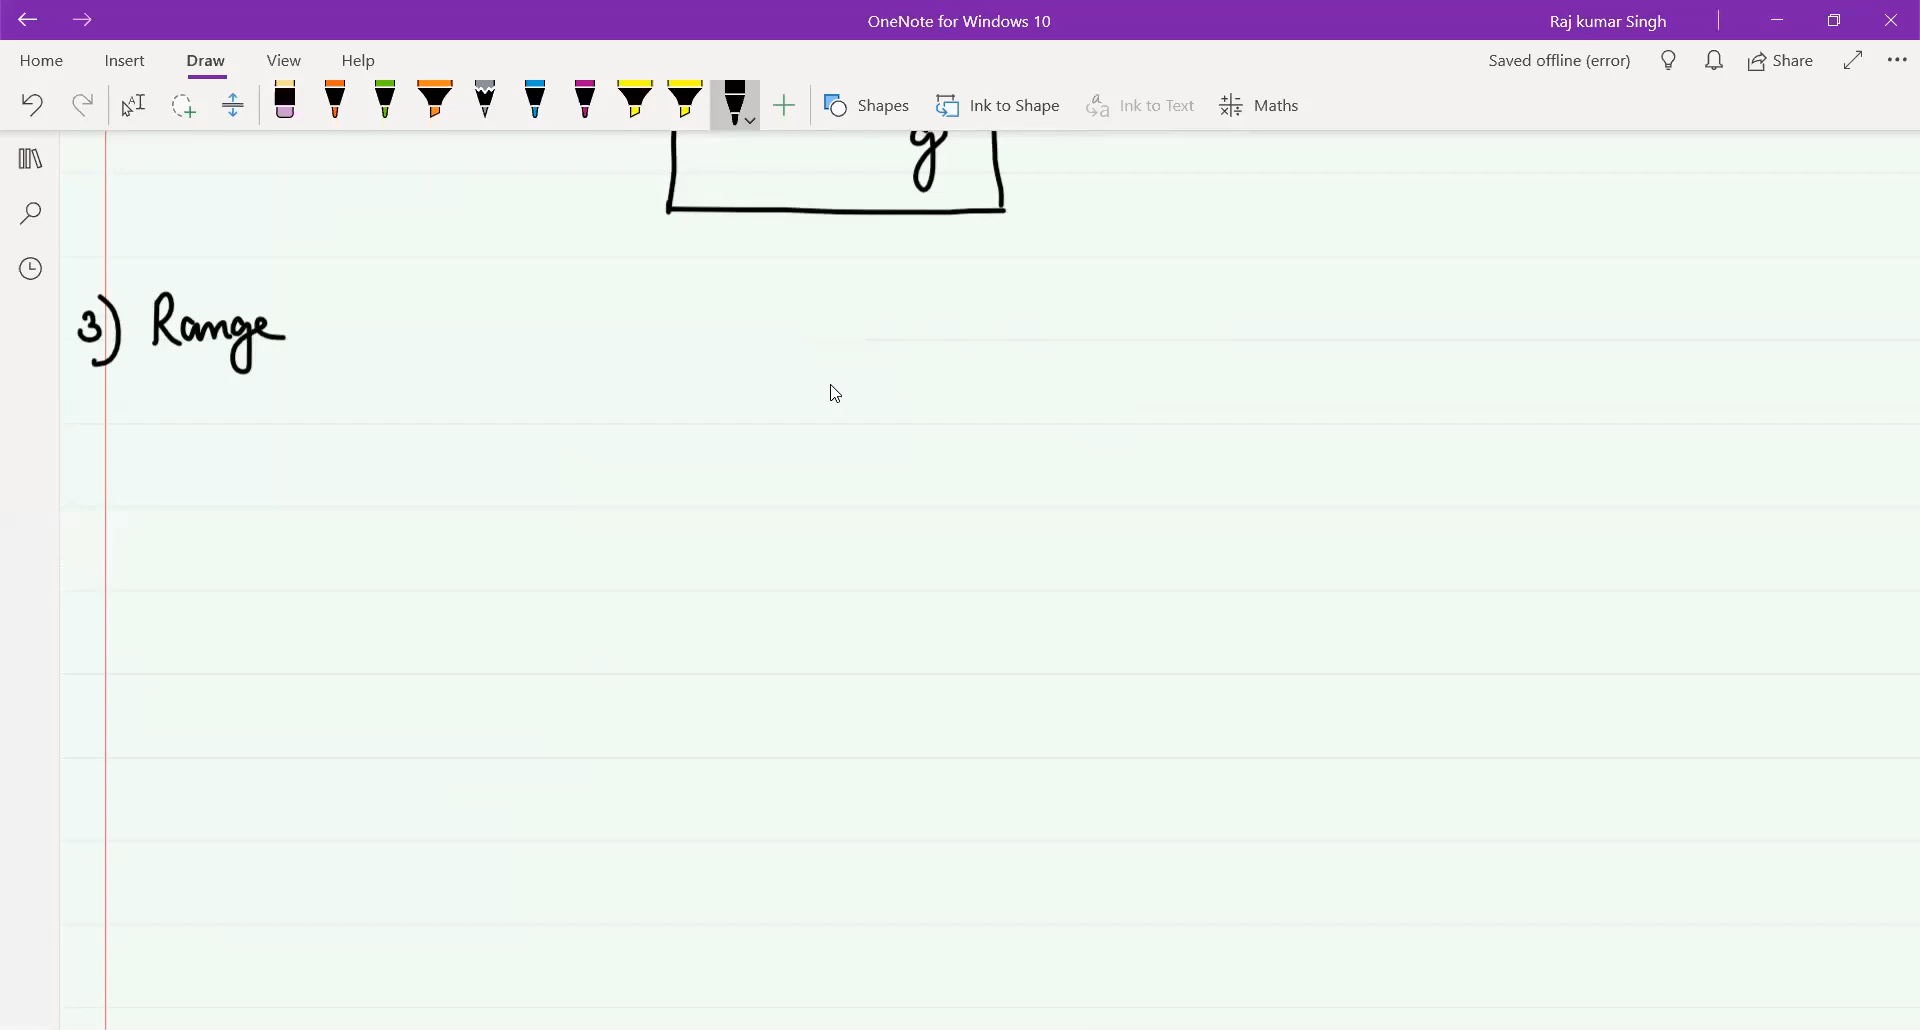 OneNote for Windows 10
Raj kumar Singh
Home Insert Draw View Help
Saved offline (error) Share
Shapes Ink to Shape Ink to Text Maths
g
3) Range